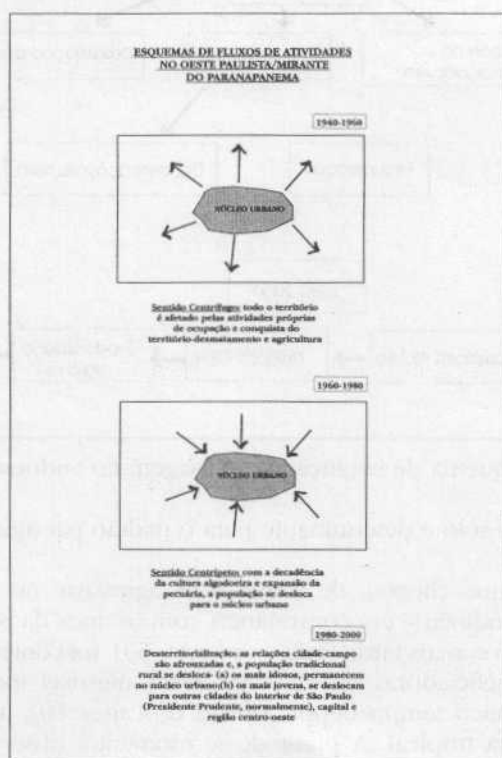 ESQUEMAS DE FLUXOS DE ATIVIDADES
NO OESTE PAULISTA/MIRANTE
DO PARANAPANEMA
1940-1960
NÚCLEO URBANO
Sentido Centrífugo: todo o território
é afetado pelas atividades próprias
de ocupação e conquista do
território-desmatamento e agricultura
1960-1980
NÚCLEO URBANO
Sentido Centrípeto: com a decadência
da cultura algodoeira e expansão da
pecuária, a população se desloca
para o núcleo urbano
1980-2000
Desterritorialização: as relações cidade-campo
são afrouxadas e, a população tradicional
rural se desloca- (a) os mais idosos, permanecem
no núcleo urbano;(b) os mais jovens, se deslocam
para outras cidades do interior de São Paulo
(Presidente Prudente, normalmente), capital e
região centro-oeste